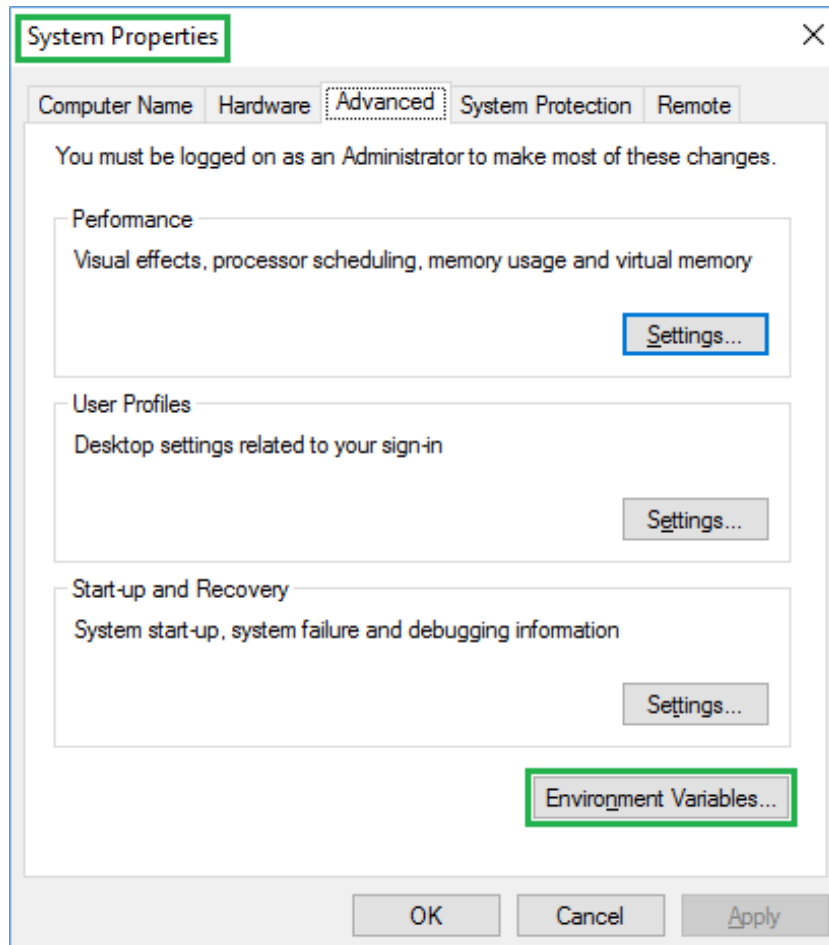 System Properties
Computer Name Hardware Advanced System Protection Remote
You must be logged on as an Administrator to make most of these changes.
Performance
Visual effects, processor scheduling, memory usage and virtual memory
Settings...
User Profiles
Desktop settings related to your sign-in
Settings...
Start-up and Recovery
System start-up, system failure and debugging information
Settings...
Environment Variables...
OK Cancel Apply